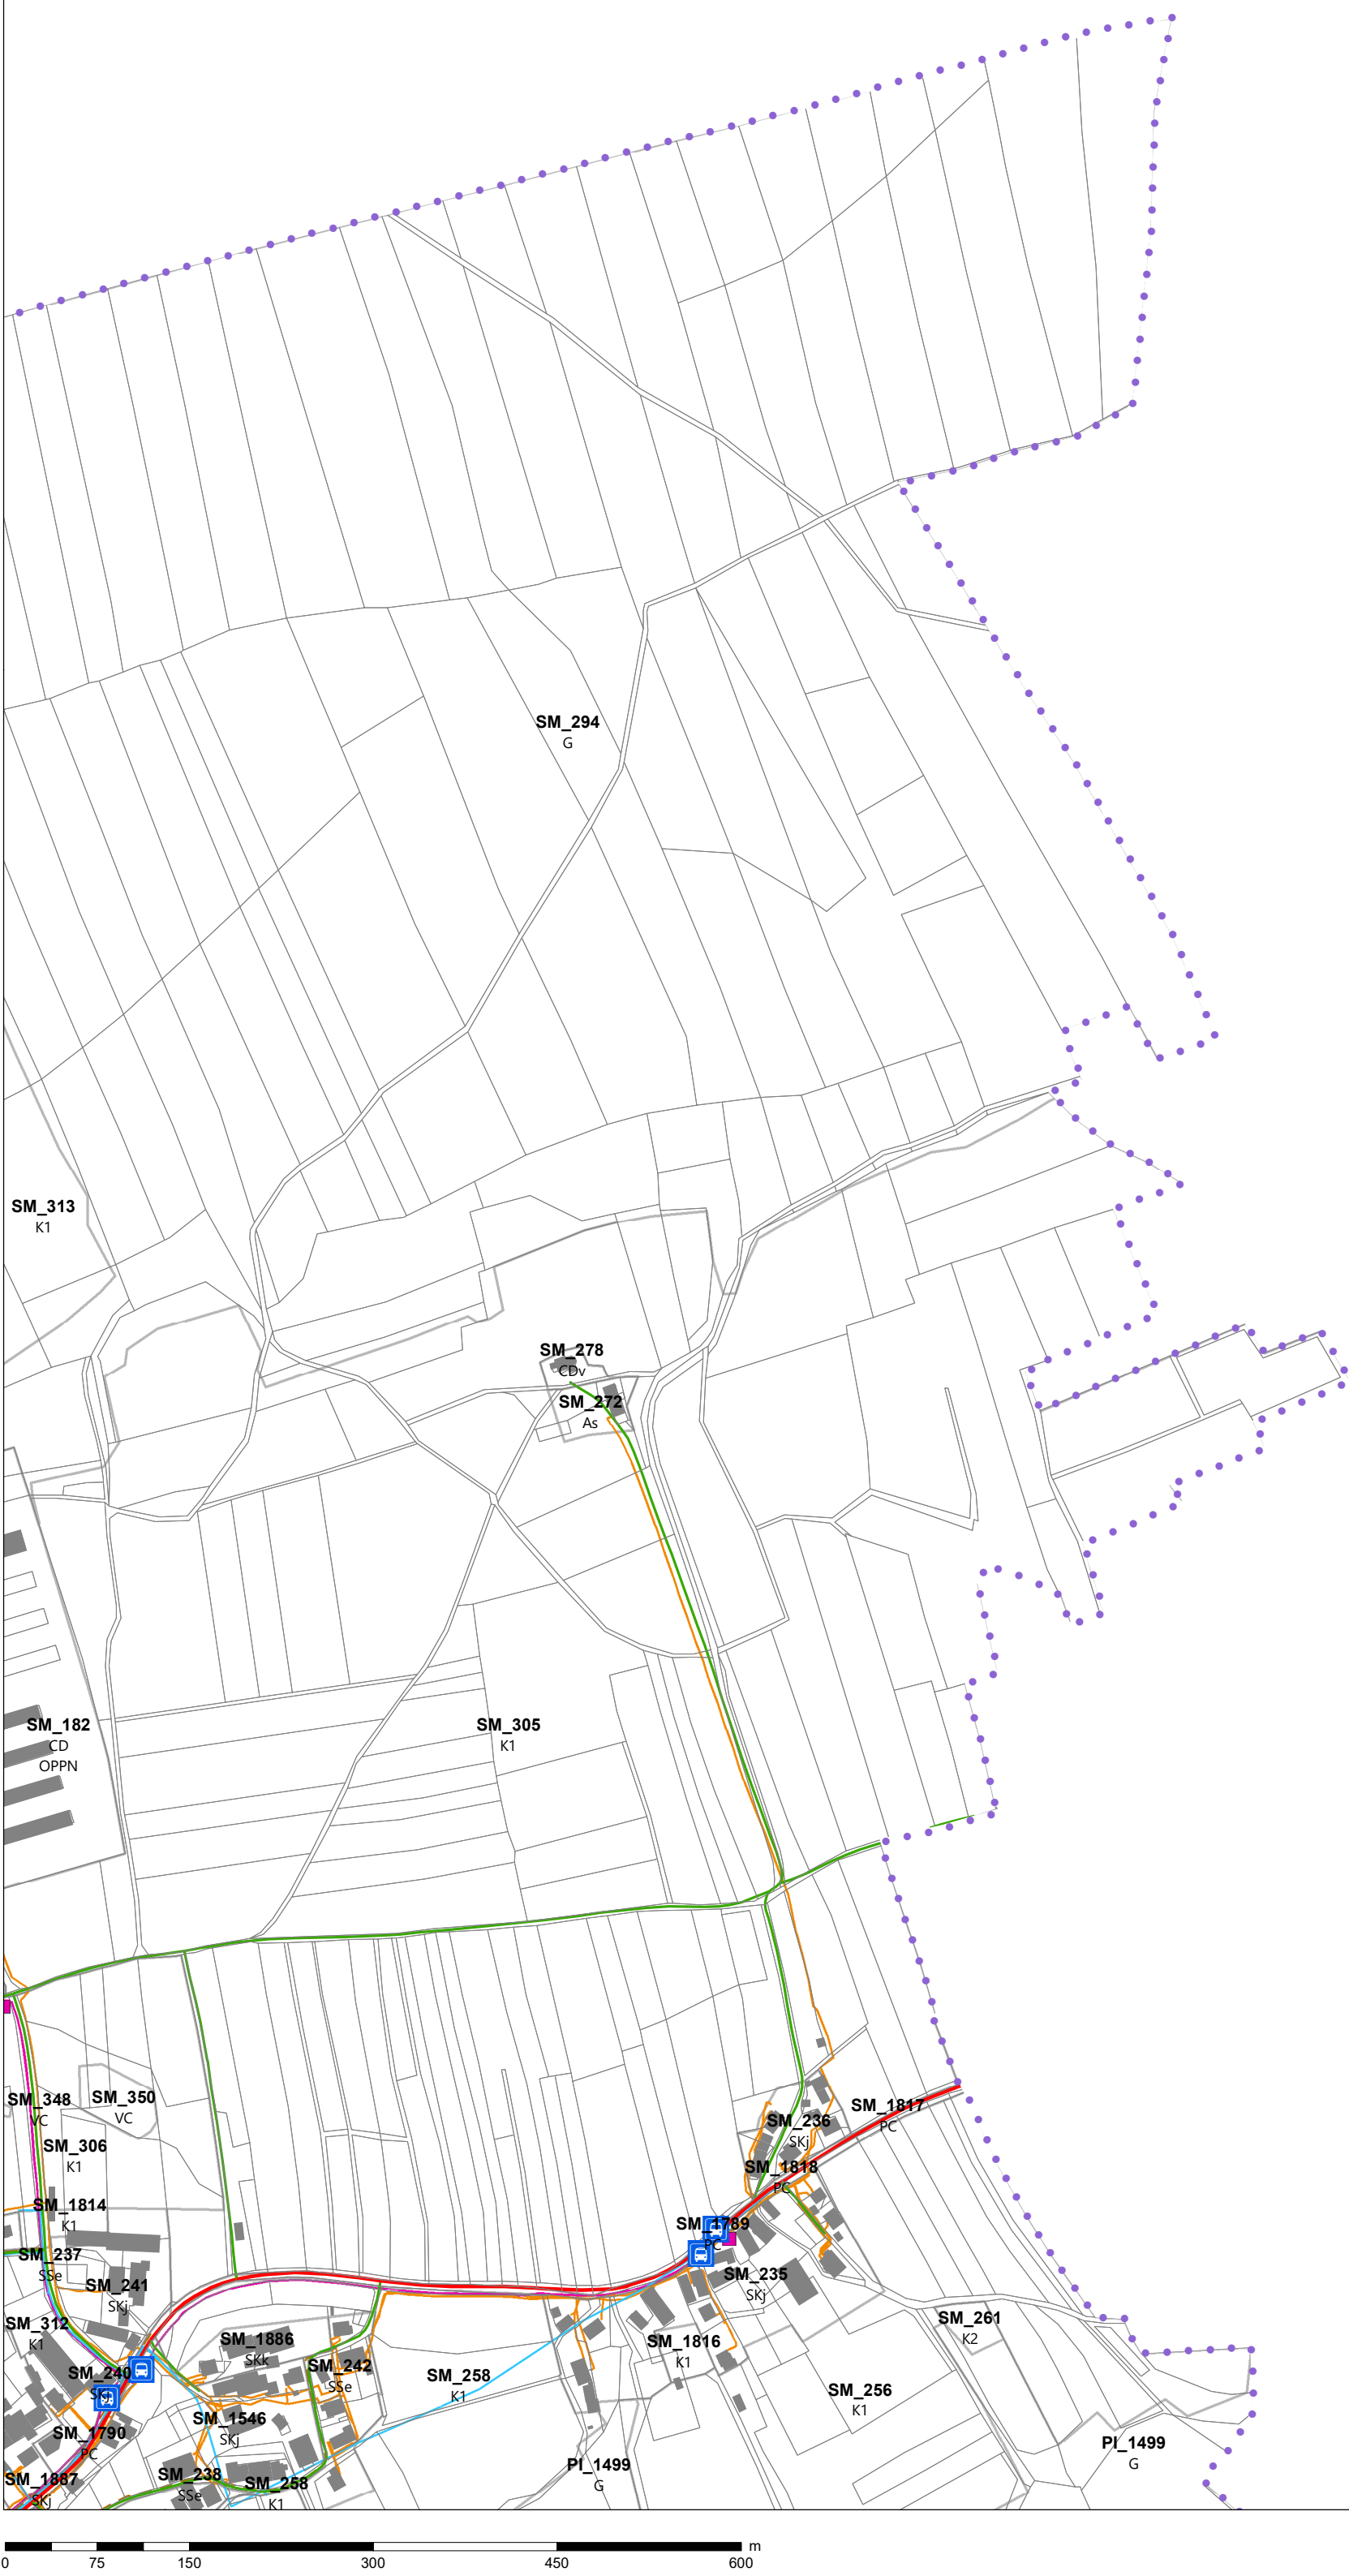 SM_294
G
SM_313
K1
SM_278
CDv
SM_272
As
SM_182
CD
OPPN
SM_305
K1
SM_348
VC
SM_350
VC
SM_306
K1
SM_1814
K1
SM_237
SSe
SM_241
SKj
SM_312
K1
SM_240
SKj
SM_1790
PC
SM_1887
SKj
SM_1886
SKk
SM_242
SSe
SM_1546
SKj
SM_238
SSe
SM_258
K1
SM_258
K1
SM_236
SKj
SM_1817
PC
SM_1818
PC
SM_1789
PC
SM_235
SKj
SM_1816
K1
SM_261
K2
SM_256
K1
PI_1499
G
PI_1499
G
0 75 150 300 450 600 m